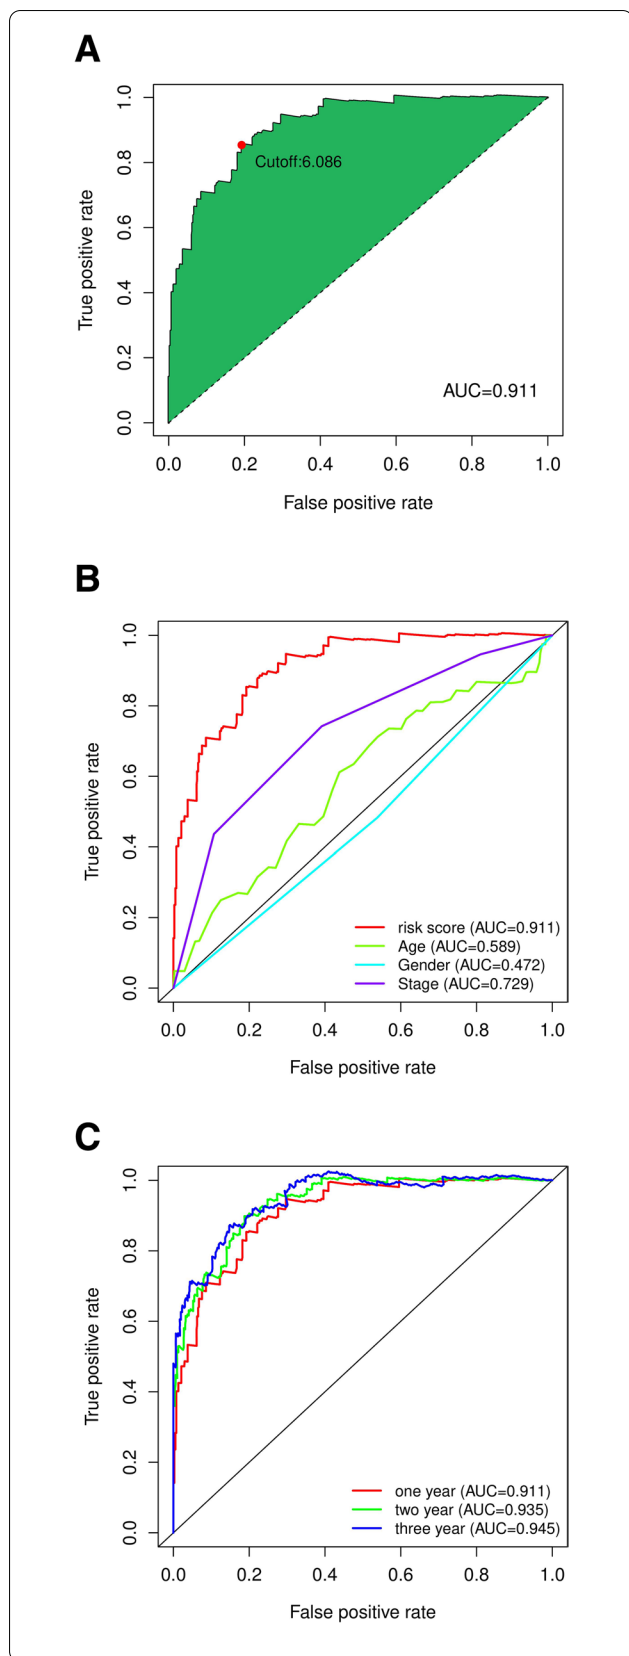 A
1.0
0.8
0.6
0.4
0.2
0.0
True positive rate
Cutoff:6.086
AUC=0.911
0.0 0.2 0.4 0.6 0.8 1.0
False positive rate
B
1.0
0.8
0.6
0.4
0.2
0.0
True positive rate
risk score (AUC=0.911)
Age (AUC=0.589)
Gender (AUC=0.472)
Stage (AUC=0.729)
0.0 0.2 0.4 0.6 0.8 1.0
False positive rate
C
1.0
0.8
0.6
0.4
0.2
0.0
True positive rate
one year (AUC=0.911)
two year (AUC=0.935)
three year (AUC=0.945)
0.0 0.2 0.4 0.6 0.8 1.0
False positive rate